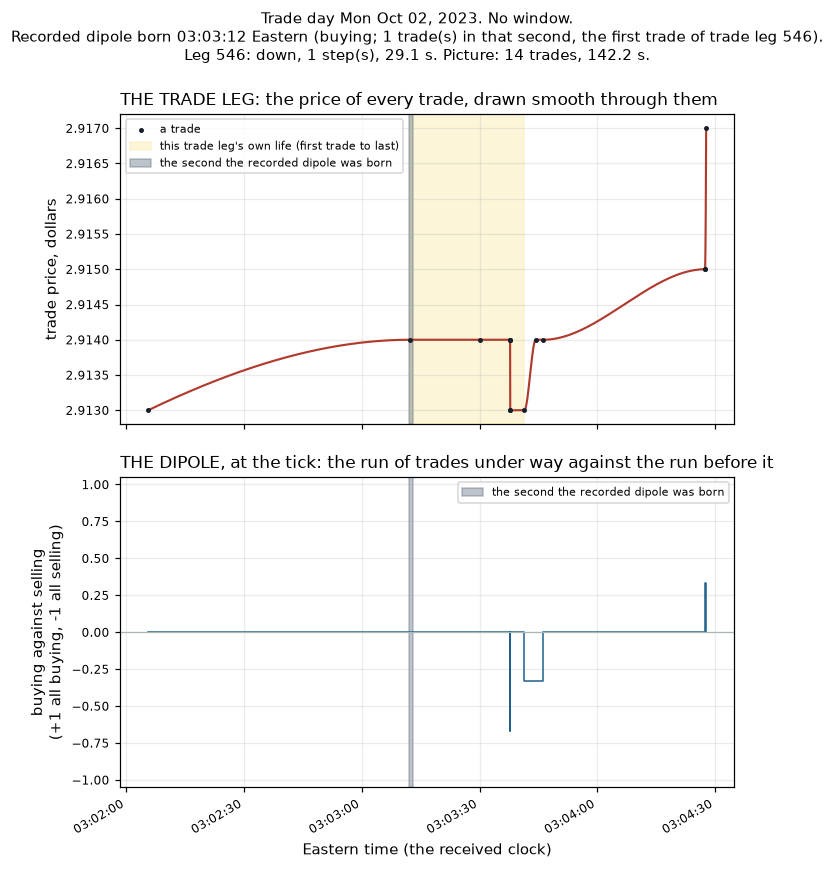 Trade day Mon Oct 02, 2023. No window.
Recorded dipole born 03:03:12 Eastern (buying; 1 trade(s) in that second, the first trade of trade leg 546).
Leg 546: down, 1 step(s), 29.1 s. Picture: 14 trades, 142.2 s.
THE TRADE LEG: the price of every trade, drawn smooth through them
a trade
this trade leg's own life (first trade to last)
the second the recorded dipole was born
trade price, dollars
2.9170
2.9165
2.9160
2.9155
2.9150
2.9145
2.9140
2.9135
2.9130
THE DIPOLE, at the tick: the run of trades under way against the run before it
the second the recorded dipole was born
buying against selling
(+1 all buying, -1 all selling)
1.00
0.75
0.50
0.25
0.00
−0.25
−0.50
−0.75
−1.00
03:02:00
03:02:30
03:03:00
03:03:30
03:04:00
03:04:30
Eastern time (the received clock)